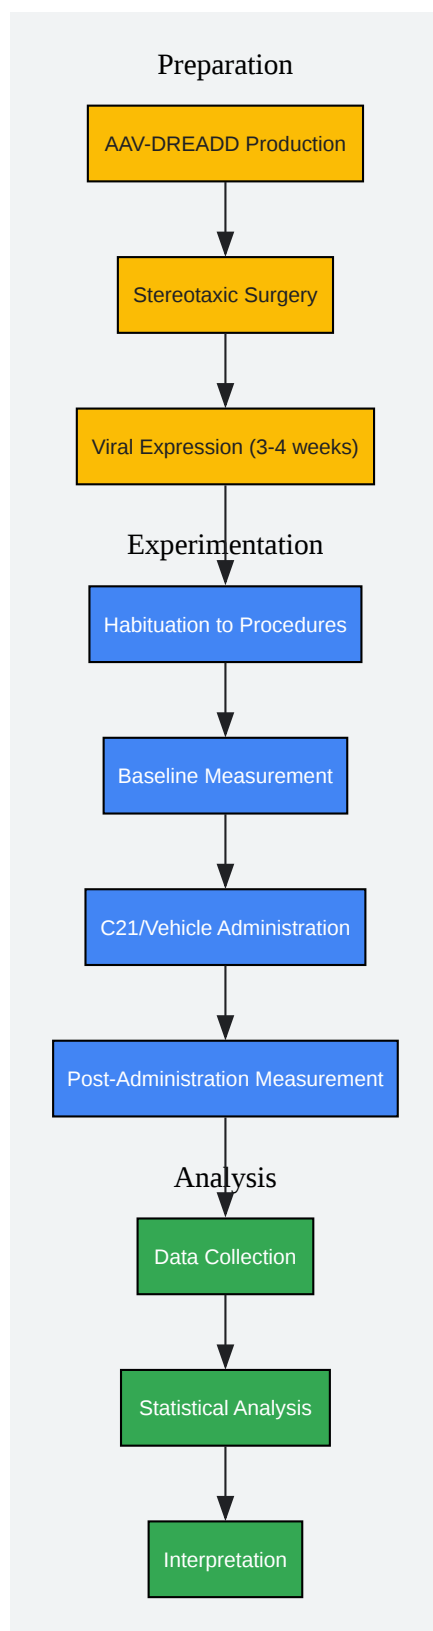 Preparation
AAV-DREADD Production
Stereotaxic Surgery
Viral Expression (3-4 weeks)
Experimentation
Habituation to Procedures
Baseline Measurement
C21/Vehicle Administration
Post-Administration Measurement
Analysis
Data Collection
Statistical Analysis
Interpretation